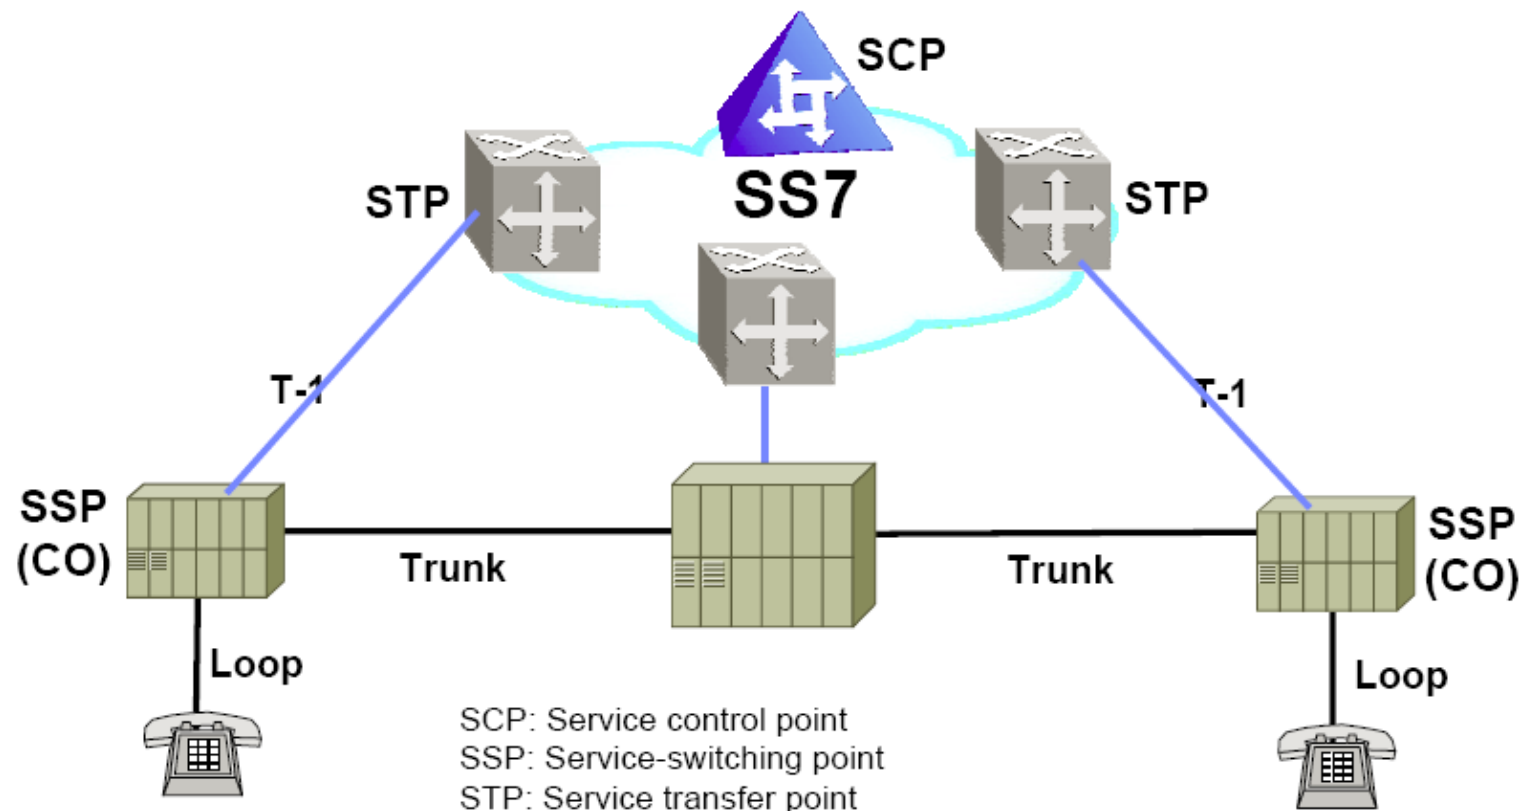 SCP
STP
SS7
STP
T-1
T-1
SSP
(CO)
SSP
(CO)
Trunk
Trunk
Loop
Loop
SCP: Service control point
SSP: Service-switching point
STP: Service transfer point